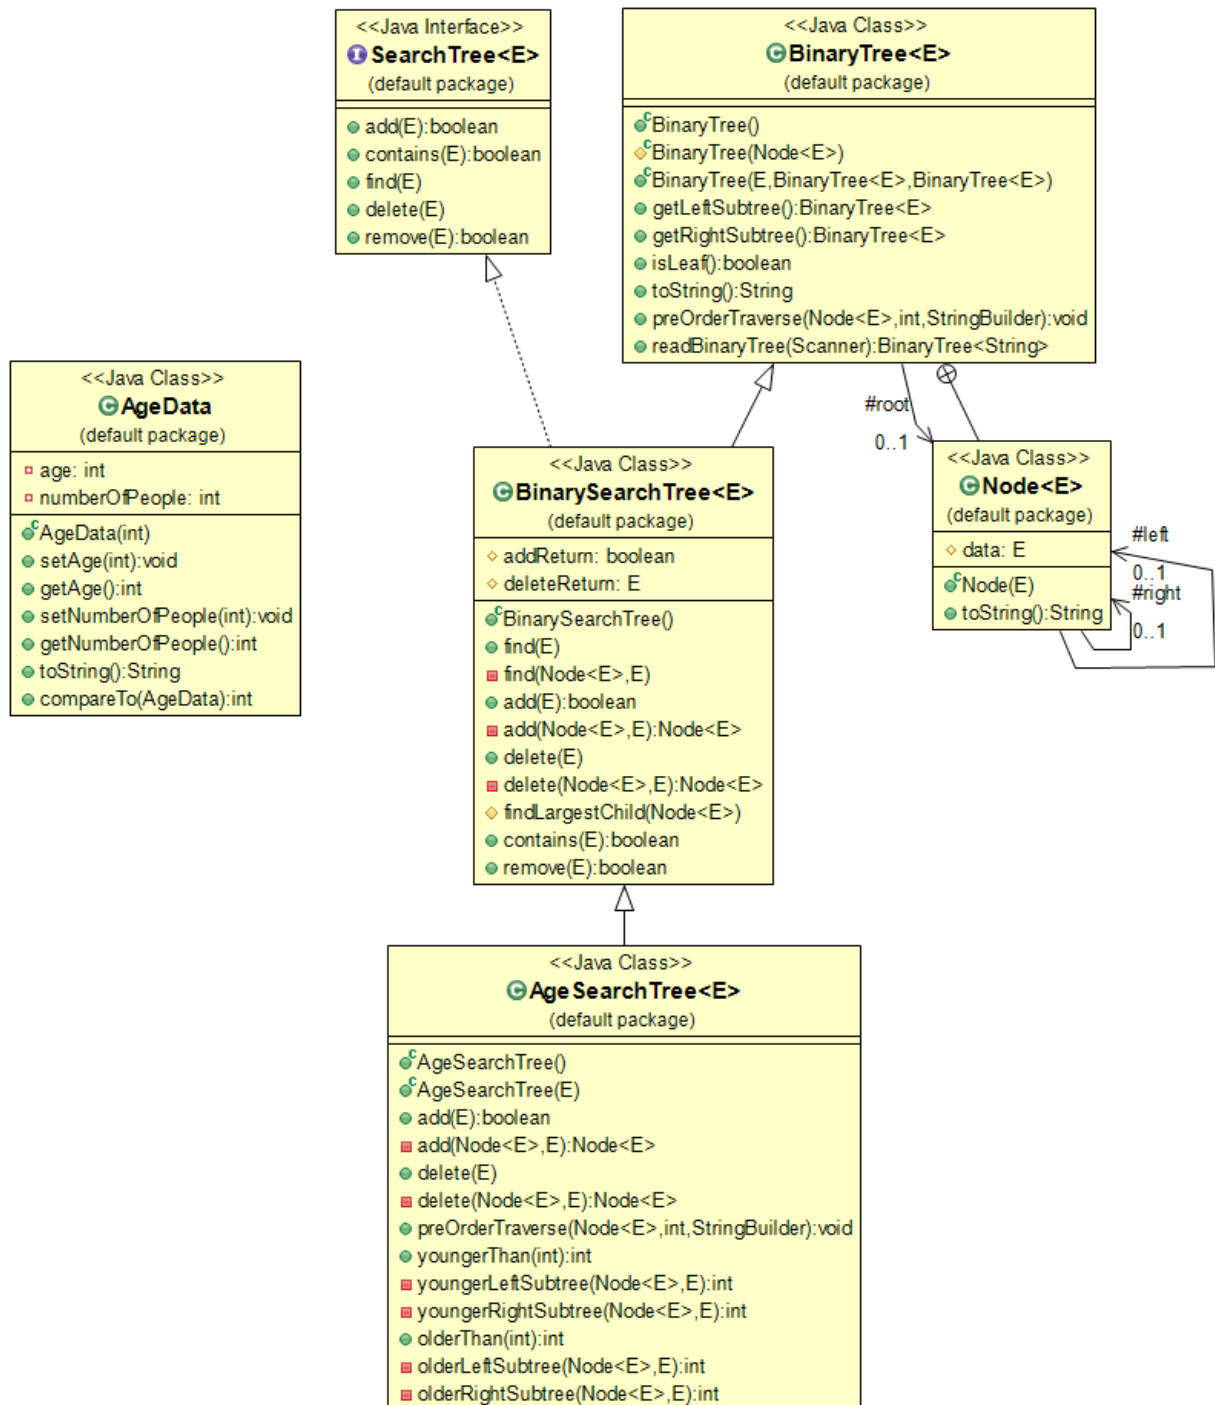 <<Java Interface>>
SearchTree<E>
(default package)
add(E):boolean
contains(E):boolean
find(E)
delete(E)
remove(E):boolean
<<Java Class>>
BinaryTree<E>
(default package)
BinaryTree()
BinaryTree(Node<E>)
BinaryTree(E,BinaryTree<E>,BinaryTree<E>)
getLeftSubtree():BinaryTree<E>
getRightSubtree():BinaryTree<E>
isLeaf():boolean
toString():String
preOrderTraverse(Node<E>,int,StringBuilder):void
readBinaryTree(Scanner):BinaryTree<String>
<<Java Class>>
AgeData
(default package)
age: int
numberOfPeople: int
AgeData(int)
setAge(int):void
getAge():int
setNumberOfPeople(int):void
getNumberOfPeople():int
toString():String
compareTo(AgeData):int
#root
0..1
<<Java Class>>
BinarySearchTree<E>
(default package)
addReturn: boolean
deleteReturn: E
BinarySearchTree()
find(E)
find(Node<E>,E)
add(E):boolean
add(Node<E>,E):Node<E>
delete(E)
delete(Node<E>,E):Node<E>
findLargestChild(Node<E>)
contains(E):boolean
remove(E):boolean
<<Java Class>>
Node<E>
(default package)
data: E
Node(E)
toString():String
#left
0..1
#right
0..1
<<Java Class>>
AgeSearchTree<E>
(default package)
AgeSearchTree()
AgeSearchTree(E)
add(E):boolean
add(Node<E>,E):Node<E>
delete(E)
delete(Node<E>,E):Node<E>
preOrderTraverse(Node<E>,int,StringBuilder):void
youngerThan(int):int
youngerLeftSubtree(Node<E>,E):int
youngerRightSubtree(Node<E>,E):int
olderThan(int):int
olderLeftSubtree(Node<E>,E):int
olderRightSubtree(Node<E>,E):int